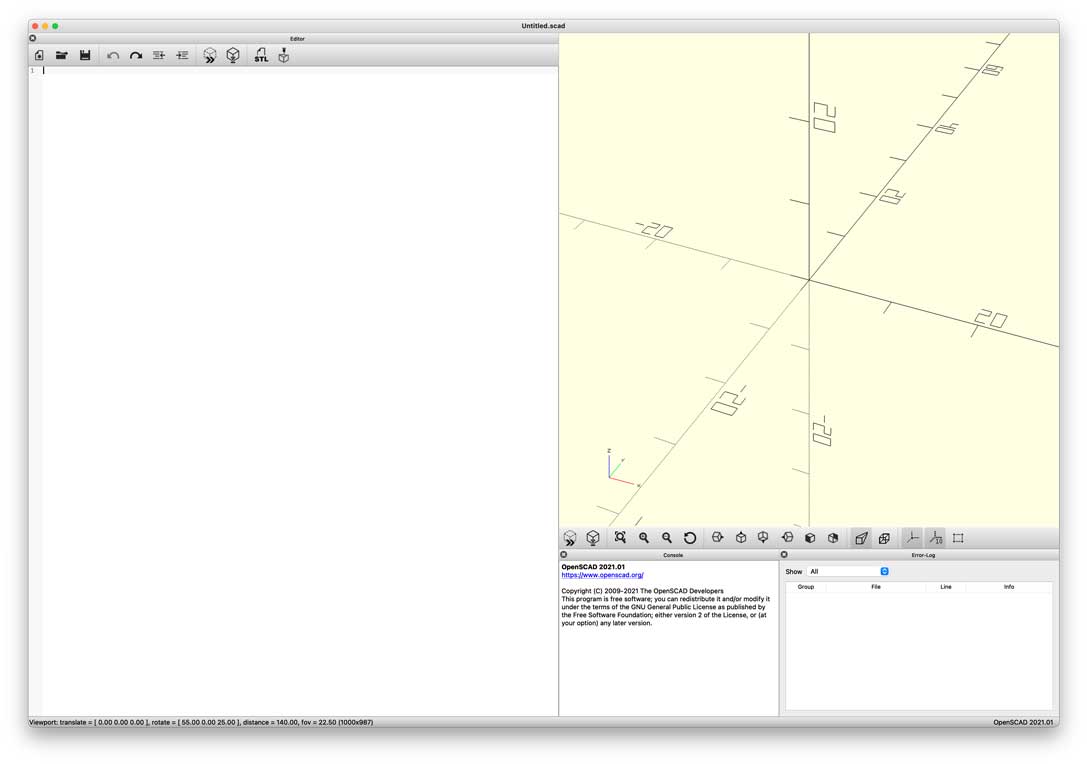 Untitled.scad
Editor
STL
1
20
40
60
20
-20
20
-20
-20
Z
Y
X
10
Console
OpenSCAD 2021.01
https://www.openscad.org/
Copyright (C) 2009-2021 The OpenSCAD Developers
This program is free software; you can redistribute it and/or modify it
under the terms of the GNU General Public License as published by
the Free Software Foundation; either version 2 of the License, or (at
your option) any later version.
Error-Log
Show All
Group File Line Info
Viewport: translate = [ 0.00 0.00 0.00 ], rotate = [ 55.00 0.00 25.00 ], distance = 140.00, fov = 22.50 (1000x987)
OpenSCAD 2021.01